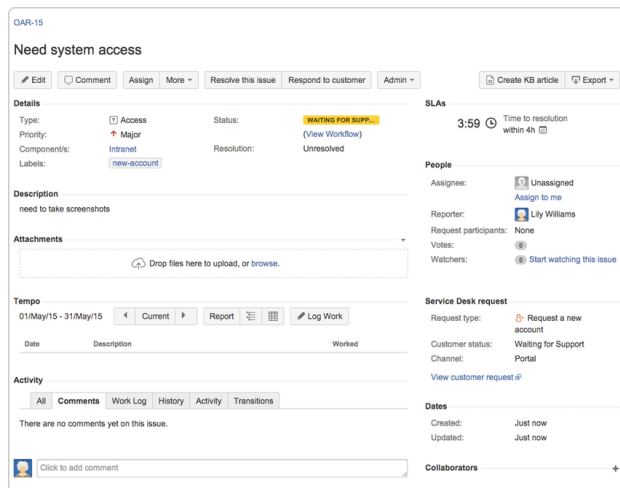 OAR-15
Need system access
Edit Comment Assign More Resolve this issue Respond to customer Admin Create KB article Export
Details
Type: Access Status: WAITING FOR SUPP...
Priority: Major (View Workflow)
Component/s: Intranet Resolution: Unresolved
Labels: new-account
Description
need to take screenshots
Attachments
Drop files here to upload, or browse.
Tempo
01/May/15 - 31/May/15 Current Report Log Work
Date Description Worked
Activity
All Comments Work Log History Activity Transitions
There are no comments yet on this issue.
Click to add comment
SLAs
3:59 Time to resolution
within 4h
People
Assignee: Unassigned
Assign to me
Reporter: Lily Williams
Request participants: None
Votes: 0
Watchers: 0 Start watching this issue
Service Desk request
Request type: Request a new
account
Customer status: Waiting for Support
Channel: Portal
View customer request
Dates
Created: Just now
Updated: Just now
Collaborators +